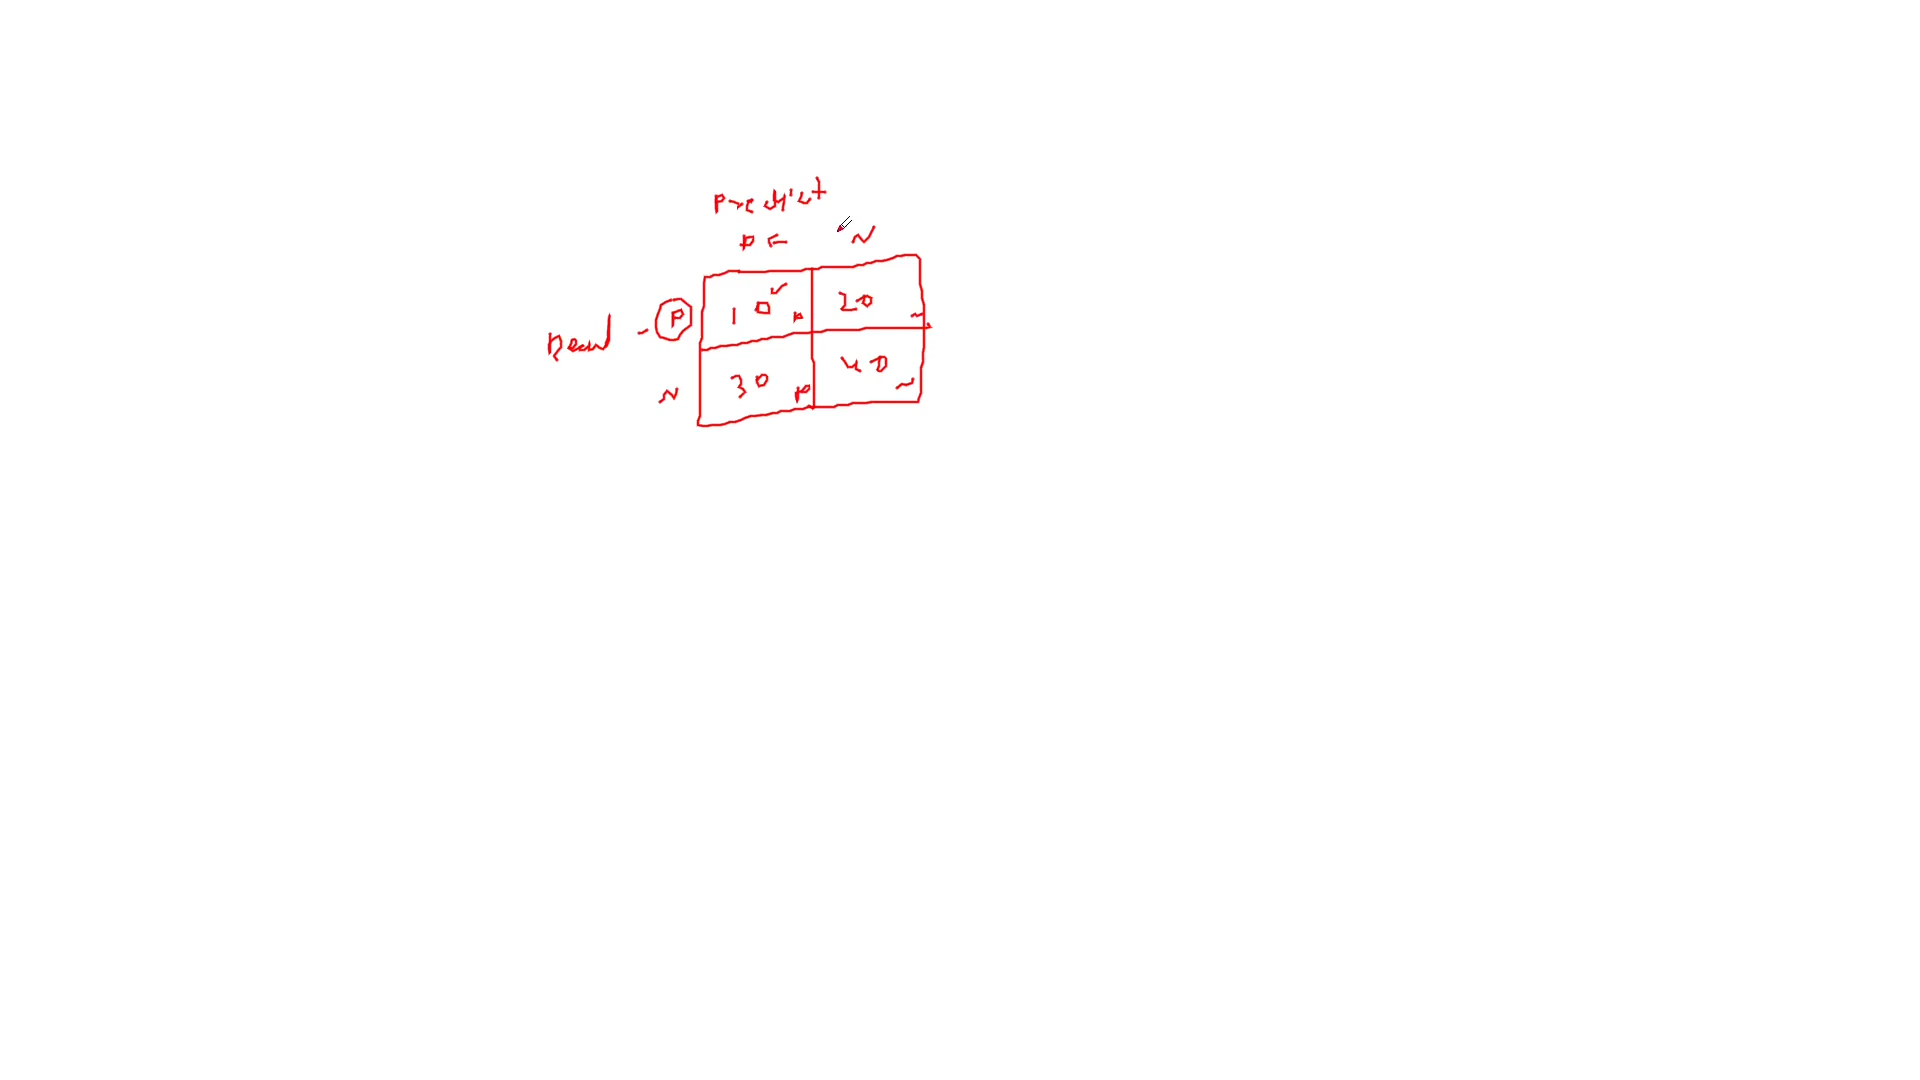 Predict
P ← N
Real - P 10 ✓ P 20 ~
N 30 P 40 ~